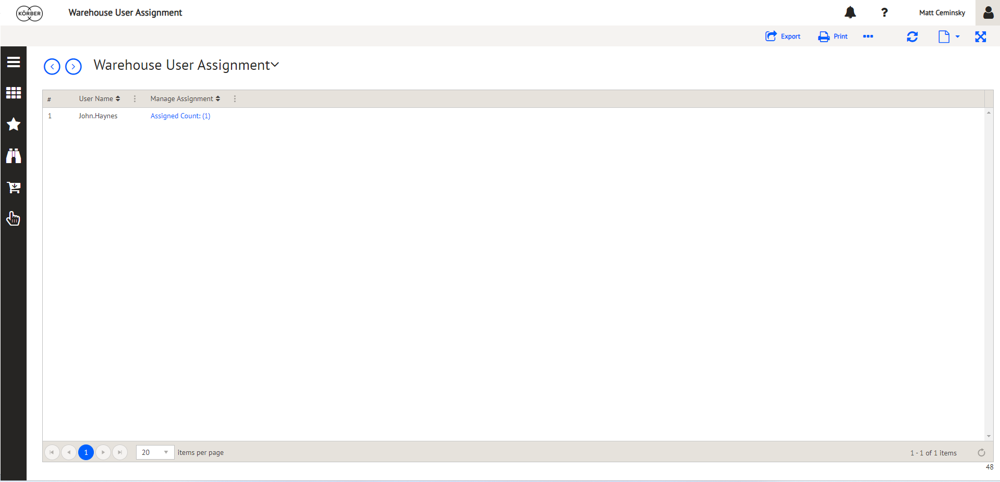 KÖRBER
Warehouse User Assignment
? Matt Ceminsky
Export Print
Warehouse User Assignment
# User Name Manage Assignment
1 John.Haynes Assigned Count: (1)
1 20 items per page 1 - 1 of 1 items
48